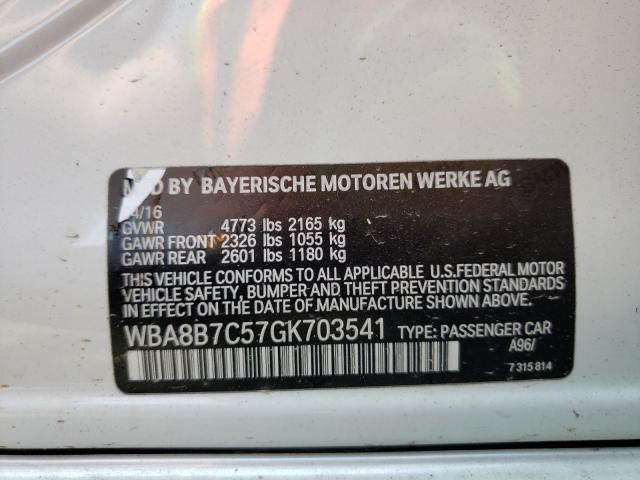 BY BAYERISCHE MOTOREN WERKE AG
4/16
GVWR 4773 lbs 2165 kg
GAWR FRONT 2326 lbs 1055 kg
GAWR REAR 2601 lbs 1180 kg
THIS VEHICLE CONFORMS TO ALL APPLICABLE U.S.FEDERAL MOTOR
VEHICLE SAFETY, BUMPER AND THEFT PREVENTION STANDARDS
IN EFFECT ON THE DATE OF MANUFACTURE SHOWN ABOVE.
WBA8B7C57GK703541 TYPE: PASSENGER CAR
A96/
7 315 814